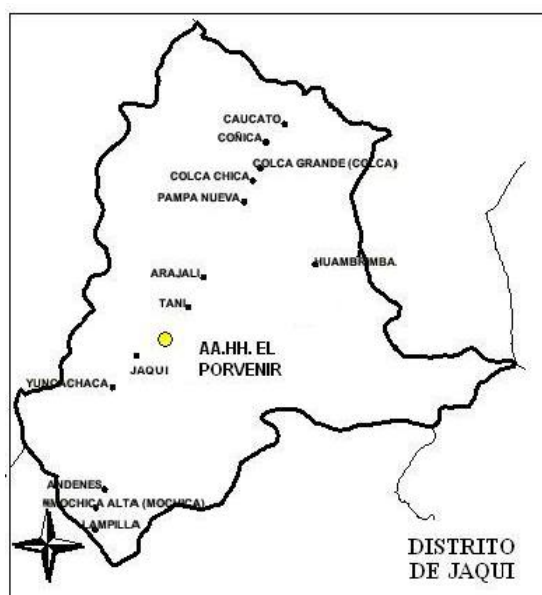 CAUCATO
COÑICA
COLCA GRANDE (COLCA)
COLCA CHICA
PAMPA NUEVA
HUAMBRIMBA
ARAJALI
TANI
AA.HH. EL
PORVENIR
JAQUI
YUNCACHACA
ANDENES
MOCHICA ALTA (MOCHICA)
LAMPILLA
DISTRITO
DE JAQUI